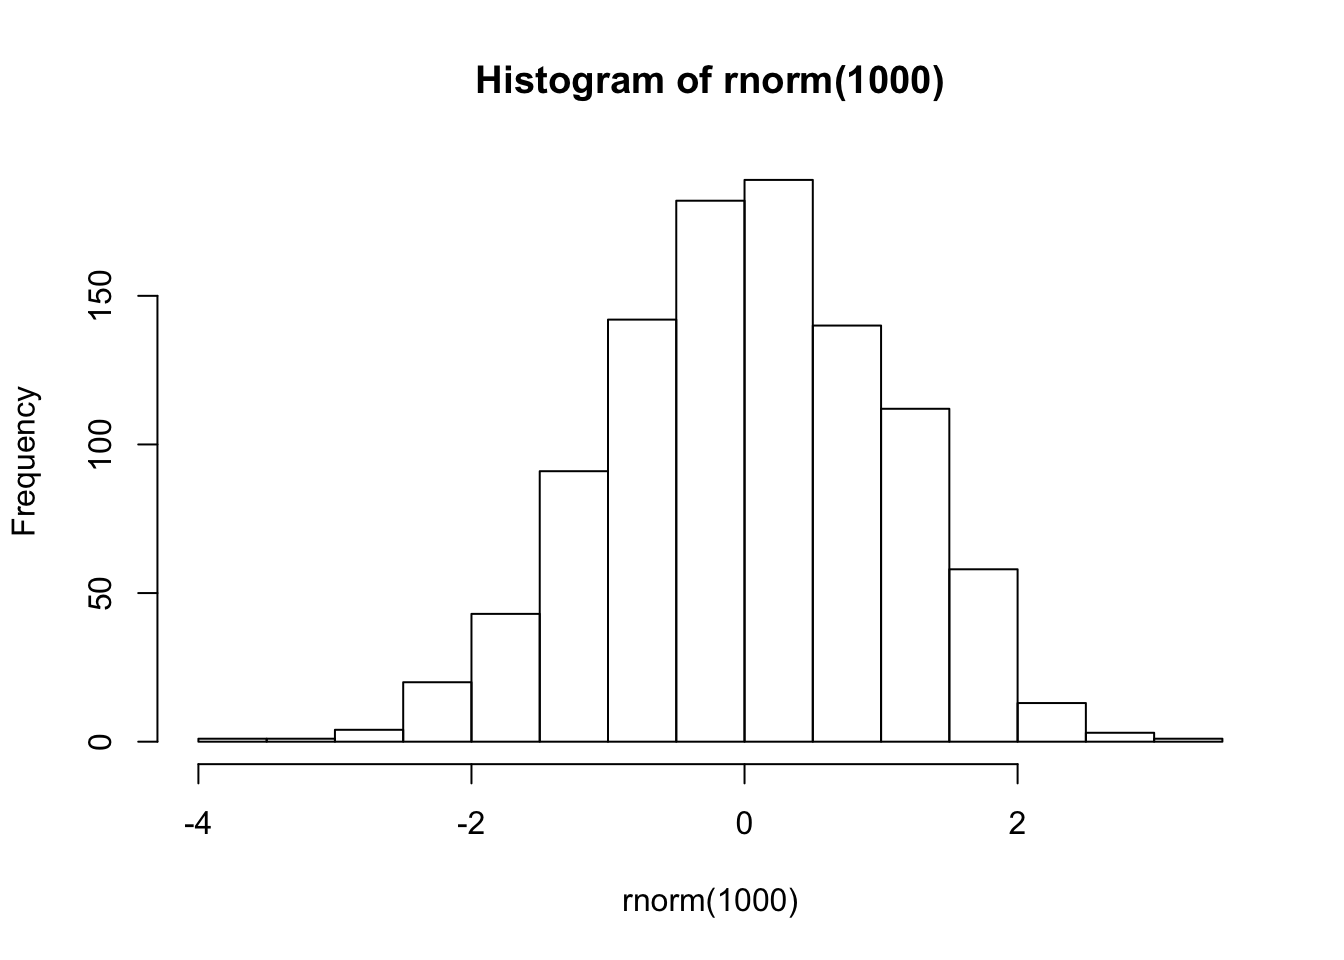 Histogram of rnorm(1000)
Frequency
150
100
50
0
-4 -2 0 2
rnorm(1000)